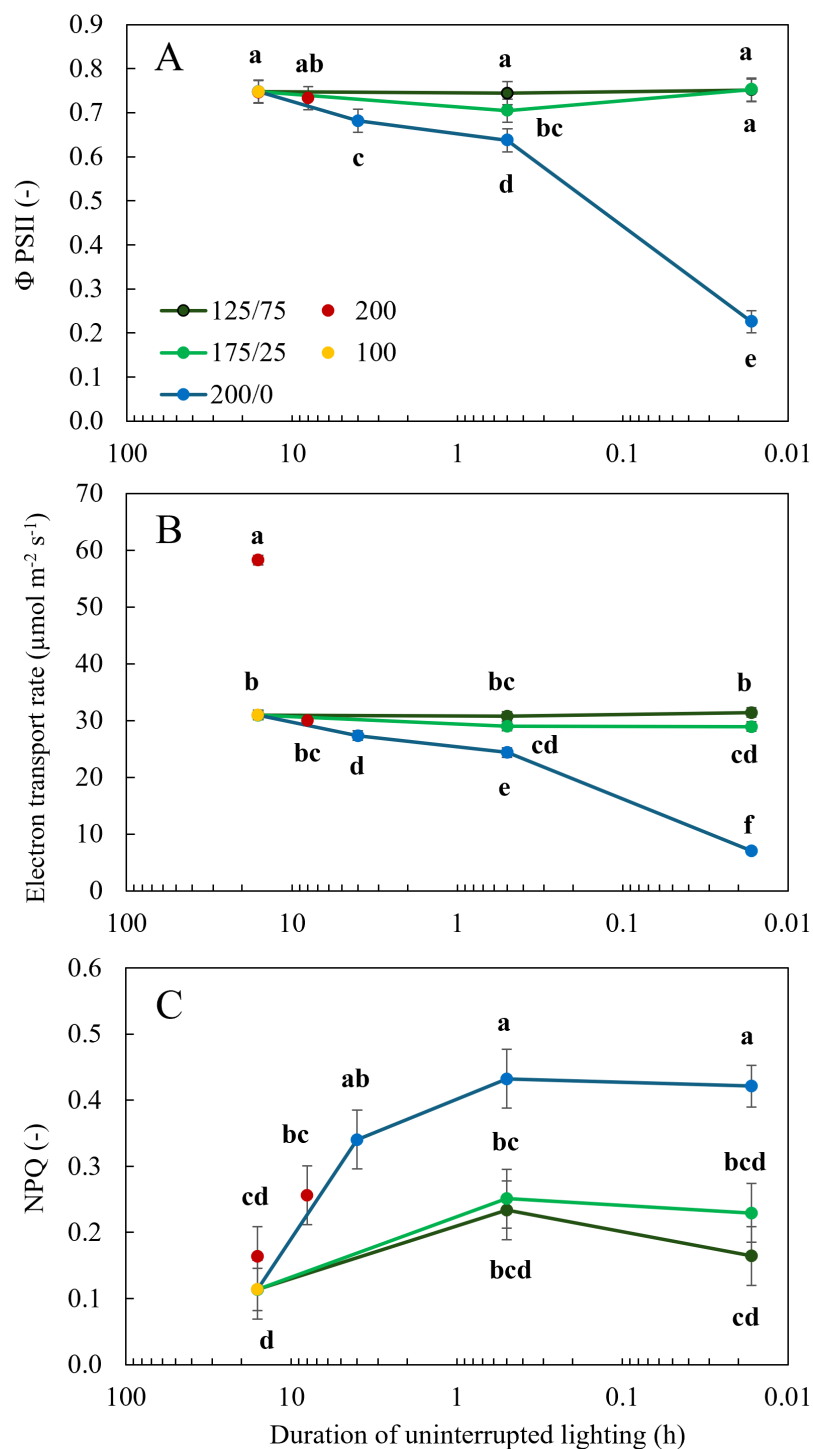 0.9
A
a
ab
a
a
0.8
0.7
bc
a
c
0.6
d
0.5
Φ PSII (-)
0.4
0.3
125/75
200
175/25
100
0.2
200/0
e
0.1
0.0
100
10
1
0.1
0.01
70
B
a
60
50
Electron transport rate (µmol m-2 s-1)
40
b
bc
b
30
bc
d
cd
cd
20
e
f
10
0
100
10
1
0.1
0.01
0.6
C
0.5
a
a
ab
0.4
NPQ (-)
bc
bc
bcd
0.3
cd
0.2
bcd
cd
0.1
d
0.0
100
10
1
0.1
0.01
Duration of uninterrupted lighting (h)